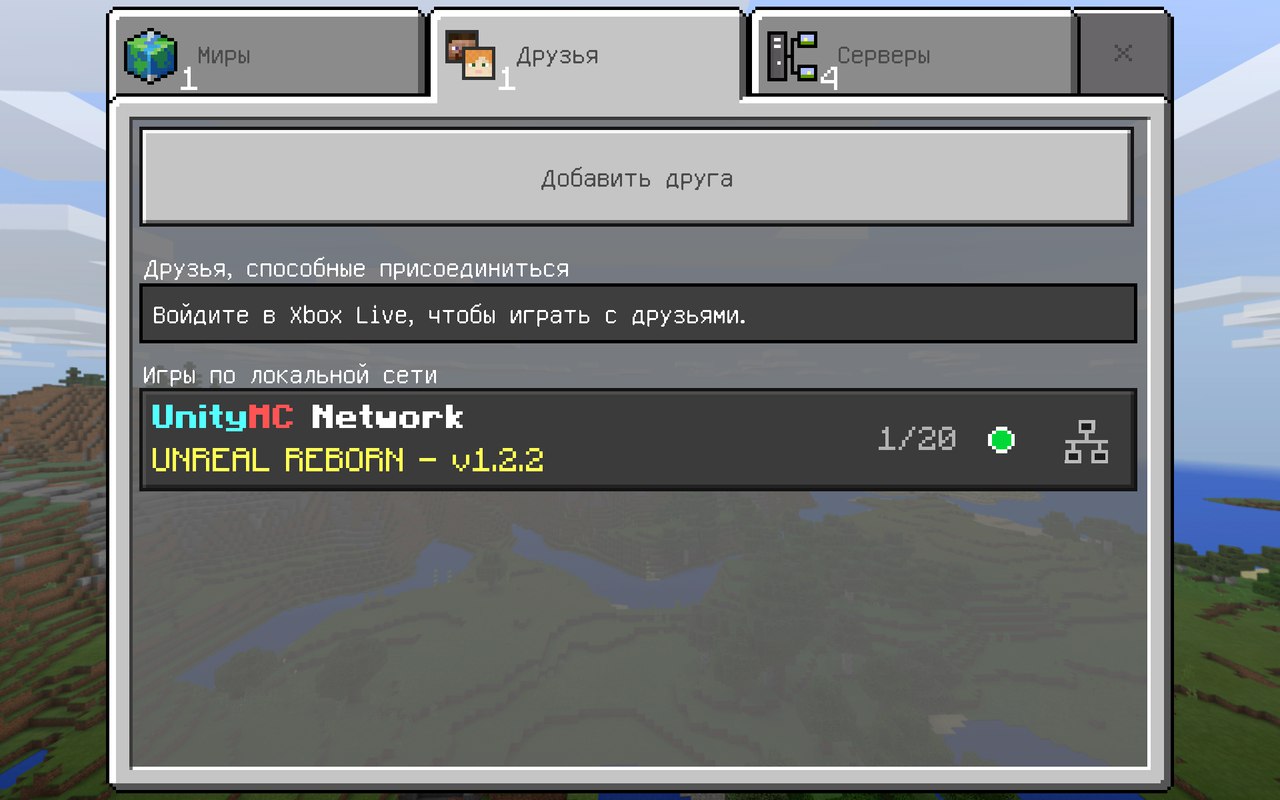 Миры
1
Друзья
1
Серверы
4
Добавить друга
Друзья, способные присоединиться
Войдите в Xbox Live, чтобы играть с друзьями.
Игры по локальной сети
UnityMC Network
UNREAL REBORN - v1.2.2
1/20